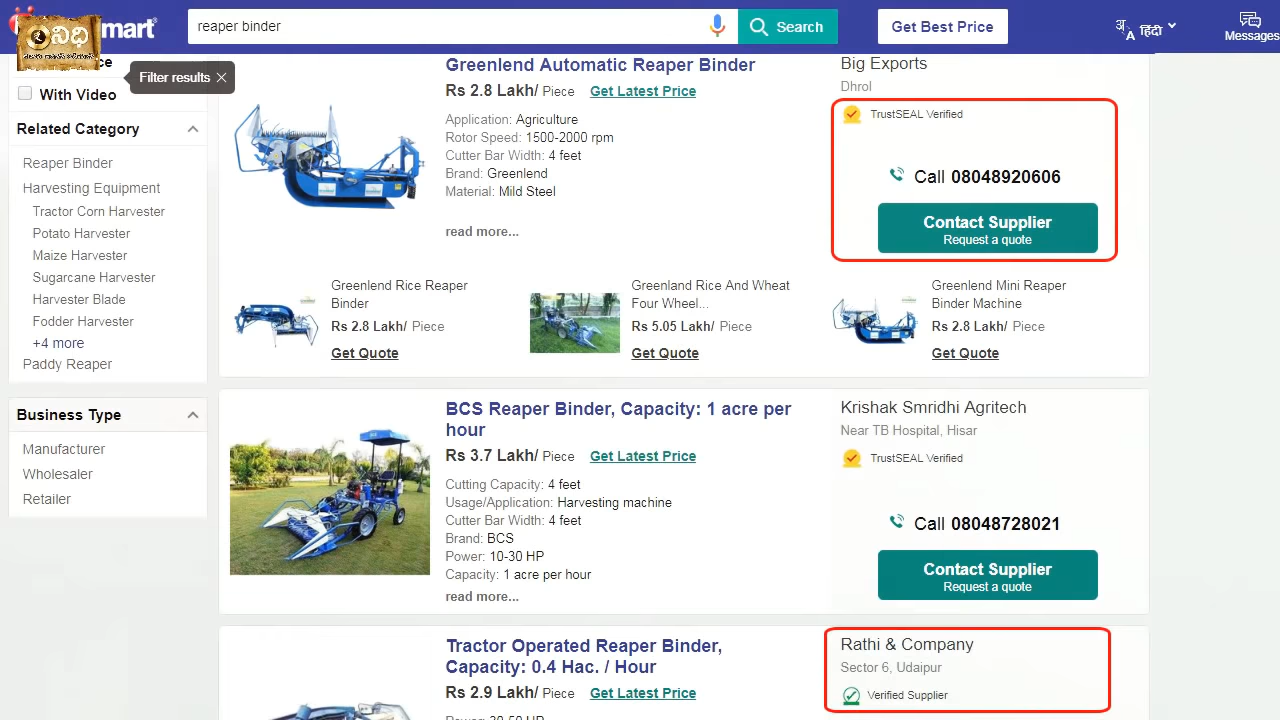 ನಿಧಿ
mart
reaper binder
Search
Get Best Price
अ A हिंदी
Messages
Filter results
With Video
Related Category
Reaper Binder
Harvesting Equipment
Tractor Corn Harvester
Potato Harvester
Maize Harvester
Sugarcane Harvester
Harvester Blade
Fodder Harvester
+4 more
Paddy Reaper
Business Type
Manufacturer
Wholesaler
Retailer
Greenlend Automatic Reaper Binder
Rs 2.8 Lakh/ Piece Get Latest Price
Application: Agriculture
Rotor Speed: 1500-2000 rpm
Cutter Bar Width: 4 feet
Brand: Greenlend
Material: Mild Steel
read more...
Big Exports
Dhrol
TrustSEAL Verified
Call 08048920606
Contact Supplier
Request a quote
Greenlend Rice Reaper
Binder
Rs 2.8 Lakh/ Piece
Get Quote
Greenland Rice And Wheat
Four Wheel...
Rs 5.05 Lakh/ Piece
Get Quote
Greenlend Mini Reaper
Binder Machine
Rs 2.8 Lakh/ Piece
Get Quote
BCS Reaper Binder, Capacity: 1 acre per
hour
Rs 3.7 Lakh/ Piece Get Latest Price
Cutting Capacity: 4 feet
Usage/Application: Harvesting machine
Cutter Bar Width: 4 feet
Brand: BCS
Power: 10-30 HP
Capacity: 1 acre per hour
read more...
Krishak Smridhi Agritech
Near TB Hospital, Hisar
TrustSEAL Verified
Call 08048728021
Contact Supplier
Request a quote
Tractor Operated Reaper Binder,
Capacity: 0.4 Hac. / Hour
Rs 2.9 Lakh/ Piece Get Latest Price
Rathi & Company
Sector 6, Udaipur
Verified Supplier